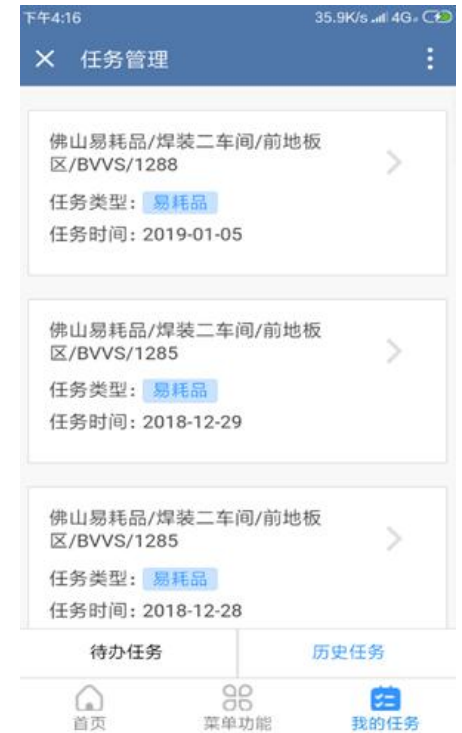 下午4:16 35.9K/s 4G
× 任务管理
佛山易耗品/焊装二车间/前地板
区/BVVS/1288
任务类型：易耗品
任务时间：2019-01-05
佛山易耗品/焊装二车间/前地板
区/BVVS/1285
任务类型：易耗品
任务时间：2018-12-29
佛山易耗品/焊装二车间/前地板
区/BVVS/1285
任务类型：易耗品
任务时间：2018-12-28
待办任务 历史任务
首页 菜单功能 我的任务